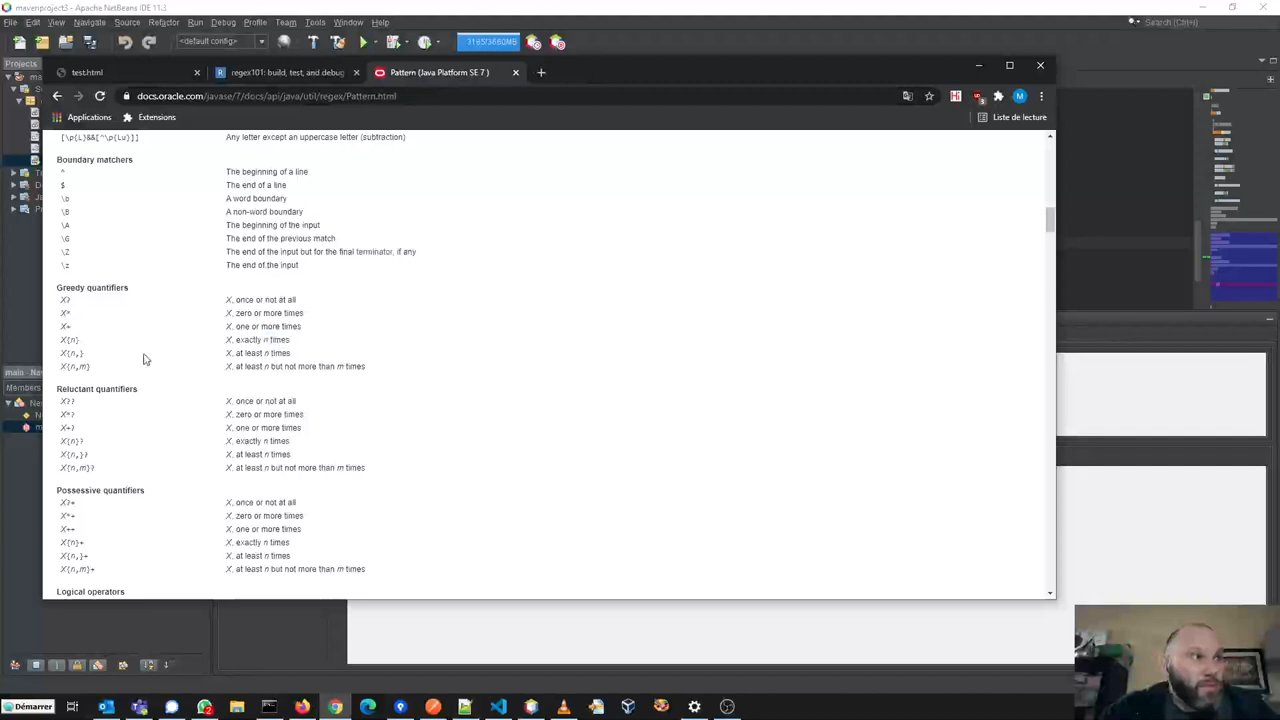 mavenproject3 - Apache NetBeans IDE 11.3
File Edit View Navigate Source Refactor Run Debug Profile Team Tools Window Help
Search (Ctrl+I)
<default config>
Projects
test.html
regex101: build, test, and debug
Pattern (Java Platform SE 7 )
docs.oracle.com/javase/7/docs/api/java/util/regex/Pattern.html
Applications Extensions Liste de lecture
[\p{L}&&[^\p{Lu}]] Any letter except an uppercase letter (subtraction)
Boundary matchers
^ The beginning of a line
$ The end of a line
\b A word boundary
\B A non-word boundary
\A The beginning of the input
\G The end of the previous match
\Z The end of the input but for the final terminator, if any
\z The end of the input
Greedy quantifiers
X? X, once or not at all
X* X, zero or more times
X+ X, one or more times
X{n} X, exactly n times
X{n,} X, at least n times
X{n,m} X, at least n but not more than m times
Reluctant quantifiers
X?? X, once or not at all
X*? X, zero or more times
X+? X, one or more times
X{n}? X, exactly n times
X{n,}? X, at least n times
X{n,m}? X, at least n but not more than m times
Possessive quantifiers
X?+ X, once or not at all
X*+ X, zero or more times
X++ X, one or more times
X{n}+ X, exactly n times
X{n,}+ X, at least n times
X{n,m}+ X, at least n but not more than m times
Logical operators
main - Nav
Members
Démarrer